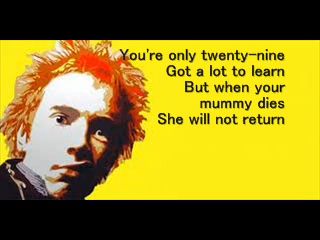 You're only twenty-nine
Got a lot to learn
But when your
mummy dies
She will not return